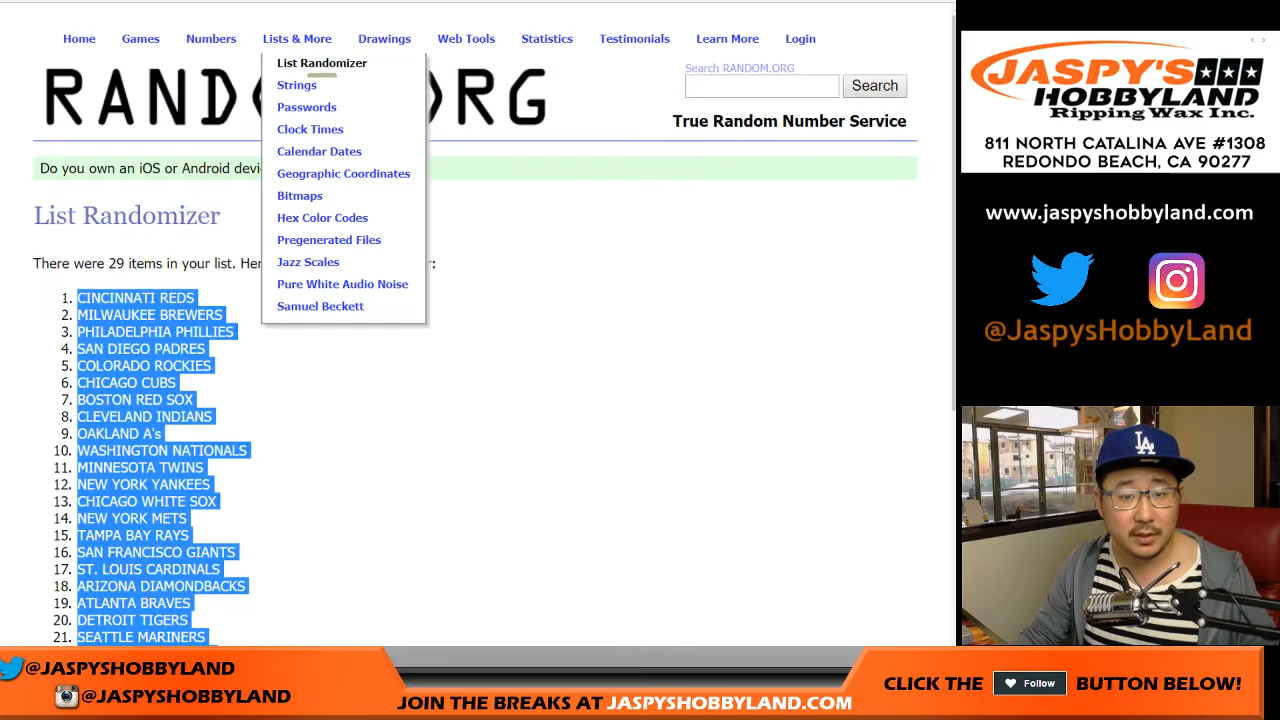 Home Games Numbers Lists & More Drawings Web Tools Statistics Testimonials Learn More Login
List Randomizer
Strings
Passwords
Clock Times
Calendar Dates
Geographic Coordinates
Bitmaps
Hex Color Codes
Pregenerated Files
Jazz Scales
Pure White Audio Noise
Samuel Beckett
RAND ORG
Search RANDOM.ORG
Search
True Random Number Service
Do you own an iOS or Android devi
List Randomizer
There were 29 items in your list. Her :
1. CINCINNATI REDS
2. MILWAUKEE BREWERS
3. PHILADELPHIA PHILLIES
4. SAN DIEGO PADRES
5. COLORADO ROCKIES
6. CHICAGO CUBS
7. BOSTON RED SOX
8. CLEVELAND INDIANS
9. OAKLAND A's
10. WASHINGTON NATIONALS
11. MINNESOTA TWINS
12. NEW YORK YANKEES
13. CHICAGO WHITE SOX
14. NEW YORK METS
15. TAMPA BAY RAYS
16. SAN FRANCISCO GIANTS
17. ST. LOUIS CARDINALS
18. ARIZONA DIAMONDBACKS
19. ATLANTA BRAVES
20. DETROIT TIGERS
21. SEATTLE MARINERS
JASPY'S
HOBBYLAND
Ripping Wax Inc.
811 NORTH CATALINA AVE #1308
REDONDO BEACH, CA 90277
www.jaspyshobbyland.com
@JaspysHobbyLand
LA
@JASPYSHOBBYLAND
@JASPYSHOBBYLAND
JOIN THE BREAKS AT JASPYSHOBBYLAND.COM
CLICK THE Follow BUTTON BELOW!